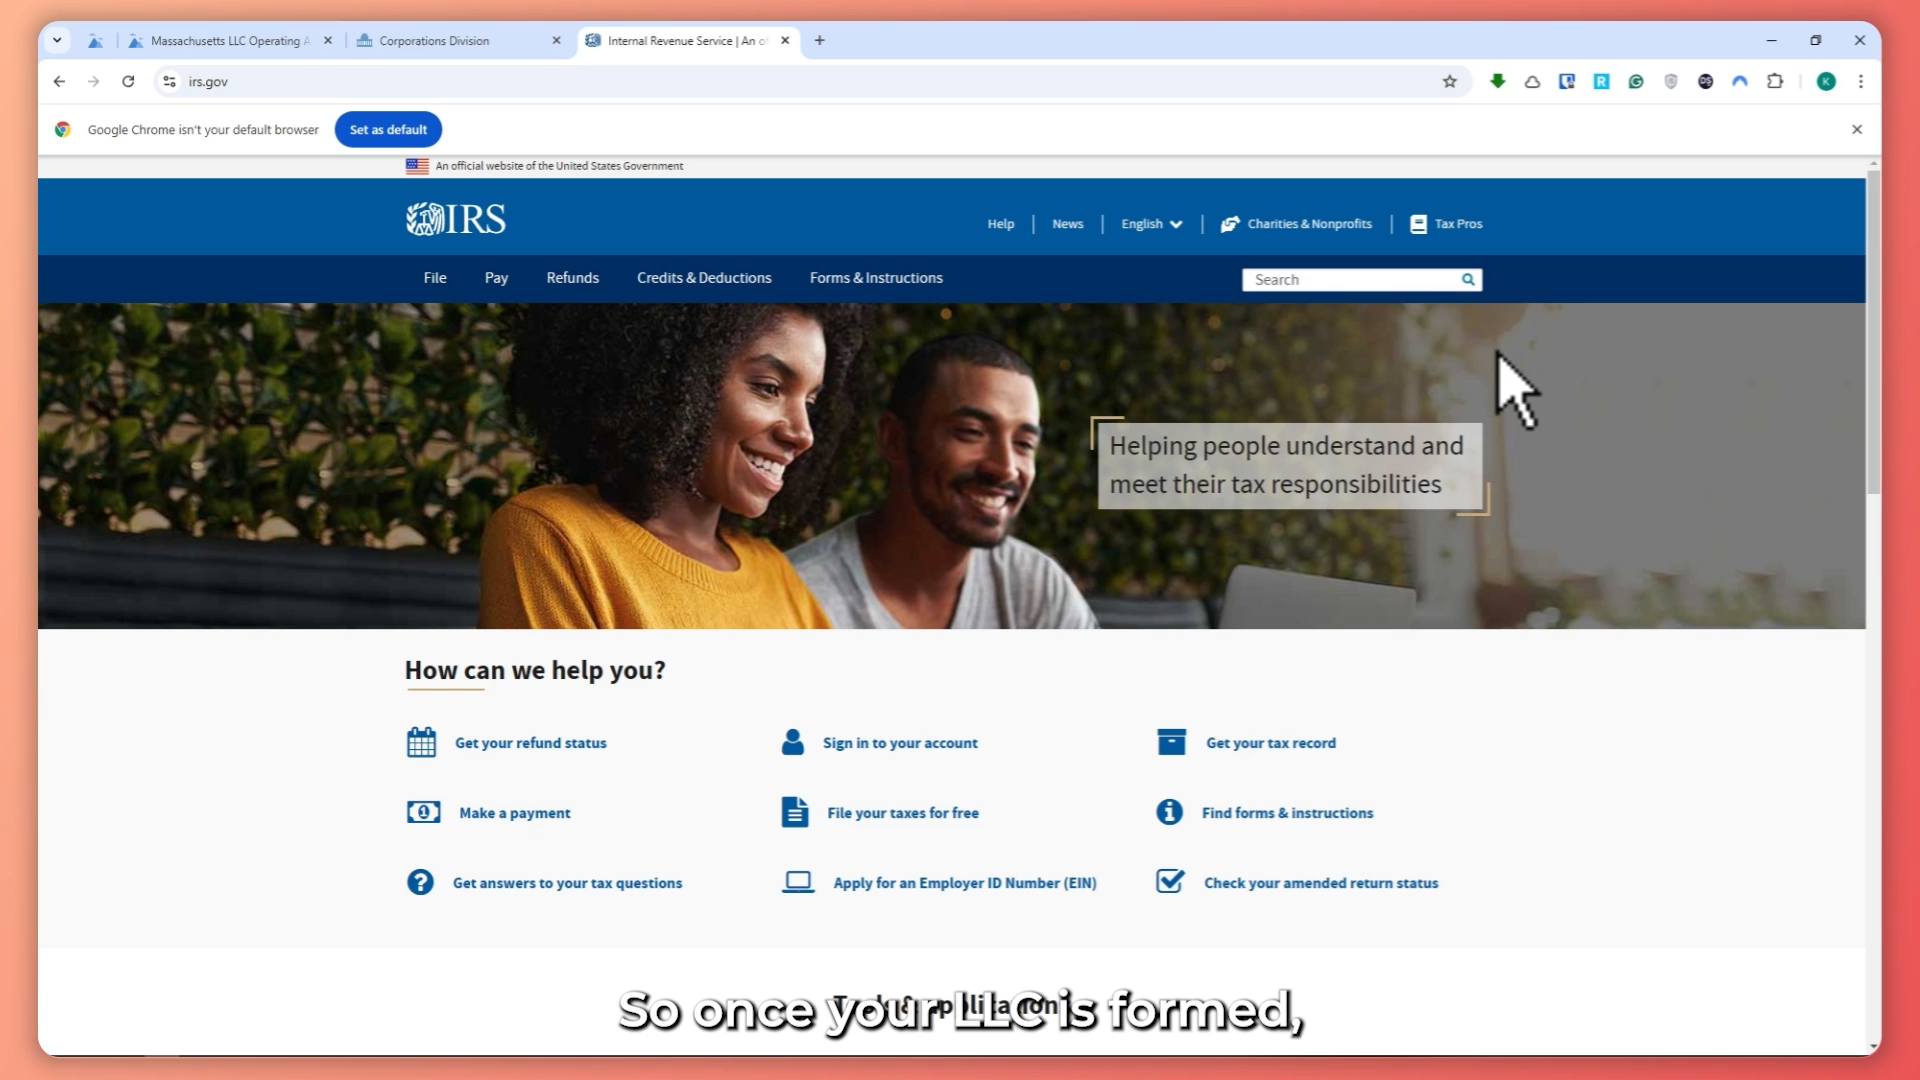 Massachusetts LLC Operating A
Corporations Division
Internal Revenue Service | An of
irs.gov
Google Chrome isn't your default browser
Set as default
An official website of the United States Government
IRS
Help
News
English
Charities & Nonprofits
Tax Pros
File
Pay
Refunds
Credits & Deductions
Forms & Instructions
Search
Helping people understand and
meet their tax responsibilities
How can we help you?
Get your refund status
Sign in to your account
Get your tax record
Make a payment
File your taxes for free
Find forms & instructions
Get answers to your tax questions
Apply for an Employer ID Number (EIN)
Check your amended return status
So once your LLC is formed,